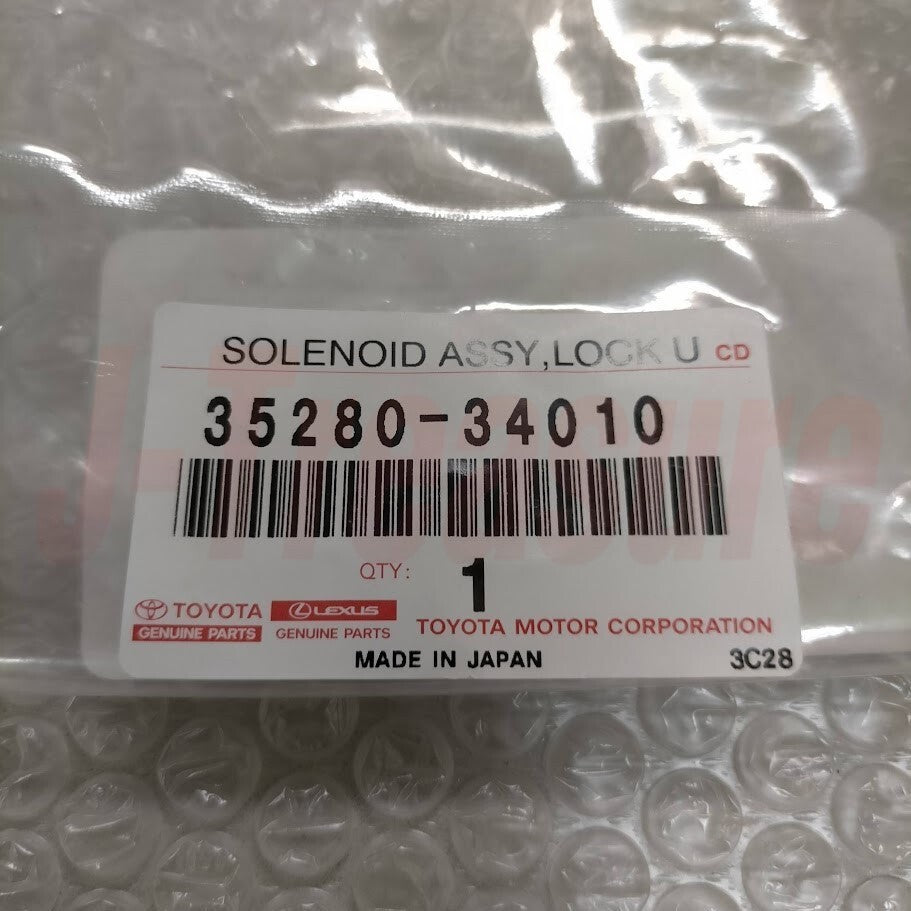 SOLENOID ASSY,LOCK U CD
35280-34010
J-Treasure
QTY: 1
TOYOTA LEXUS
GENUINE PARTS GENUINE PARTS TOYOTA MOTOR CORPORATION
MADE IN JAPAN 3C28